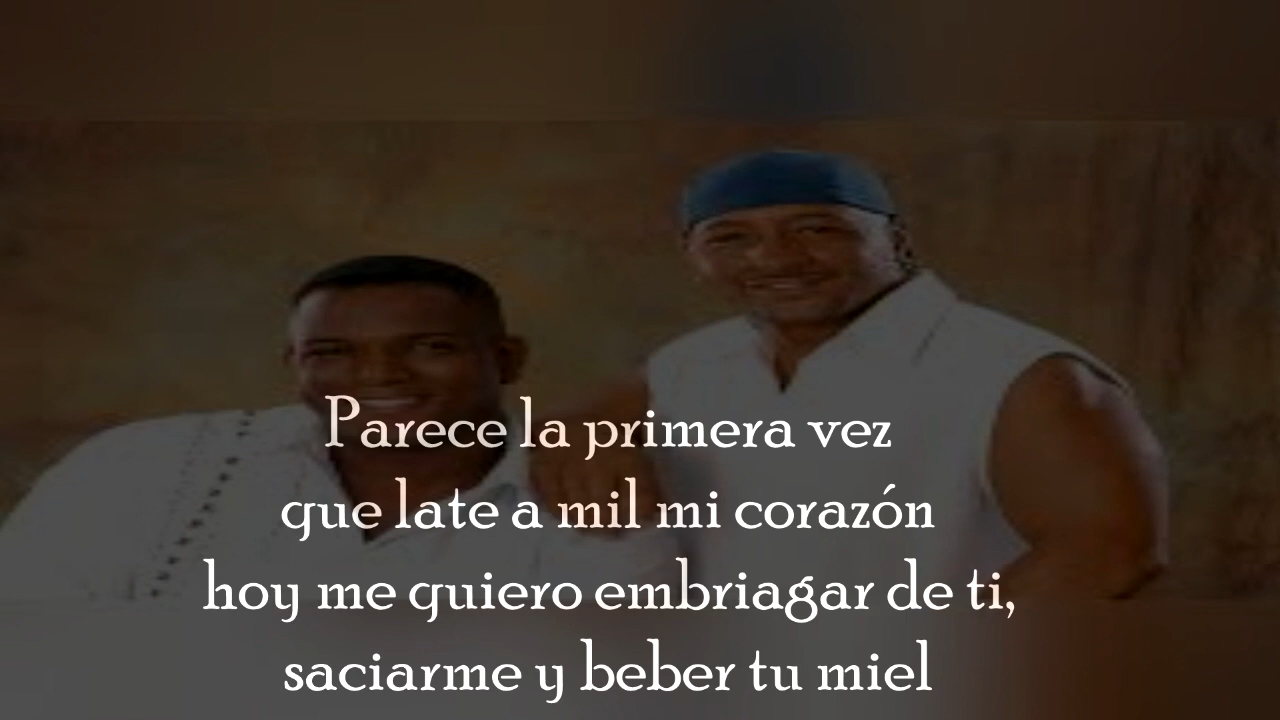 Parece la primera vez
que late a mil mi corazón
hoy me quiero embriagar de ti,
saciarme y beber tu miel